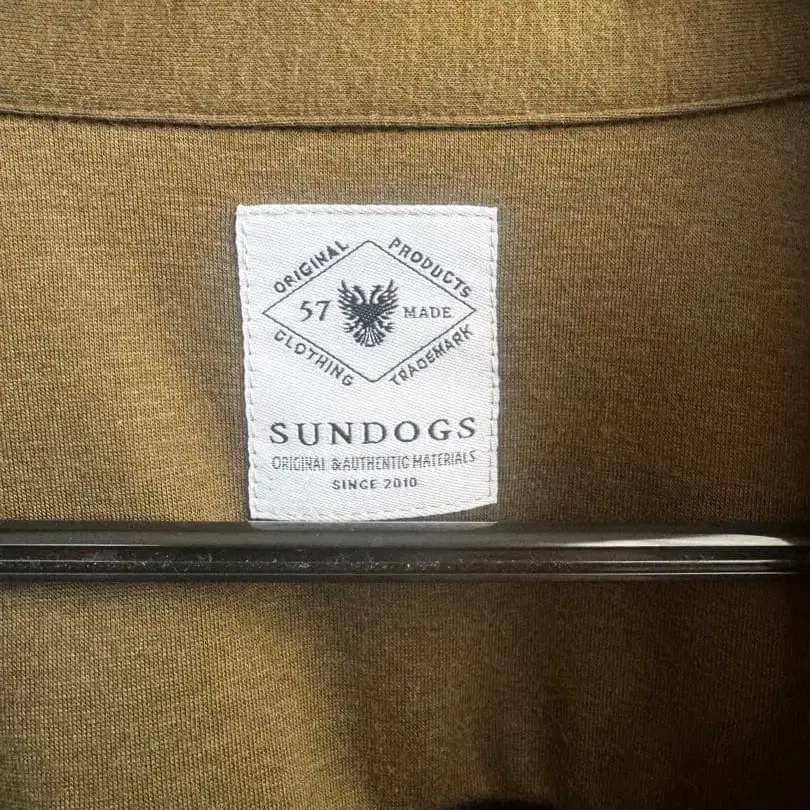 ORIGINAL PRODUCTS
57 MADE
CLOTHING TRADEMARK
SUNDOGS
ORIGINAL & AUTHENTIC MATERIALS
SINCE 2010